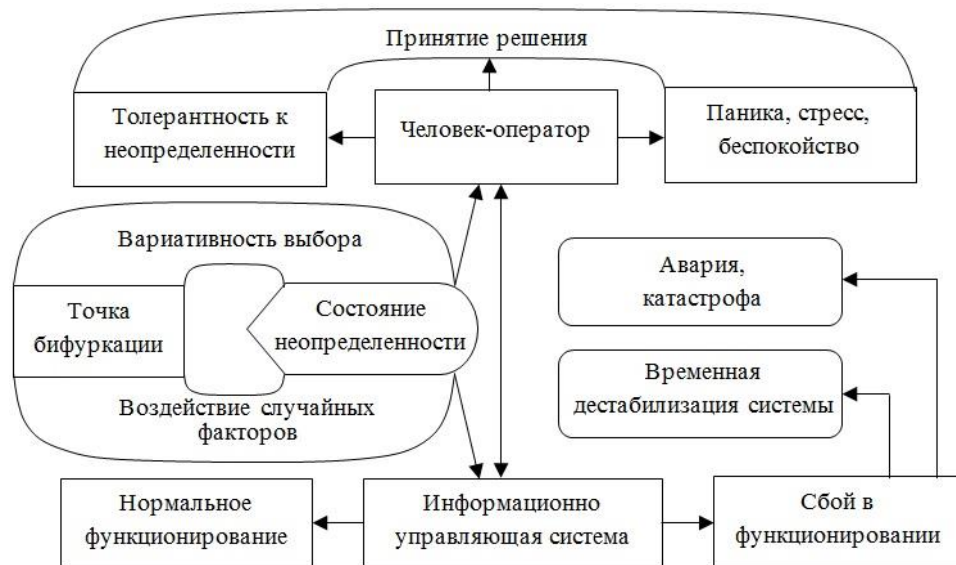 Принятие решения
Толерантность к
неопределенности
Человек-оператор
Паника, стресс,
беспокойство
Вариативность выбора
Точка
бифуркации
Состояние
неопределенности
Воздействие случайных
факторов
Авария,
катастрофа
Временная
дестабилизация системы
Нормальное
функционирование
Информационно
управляющая система
Сбой в
функционировании